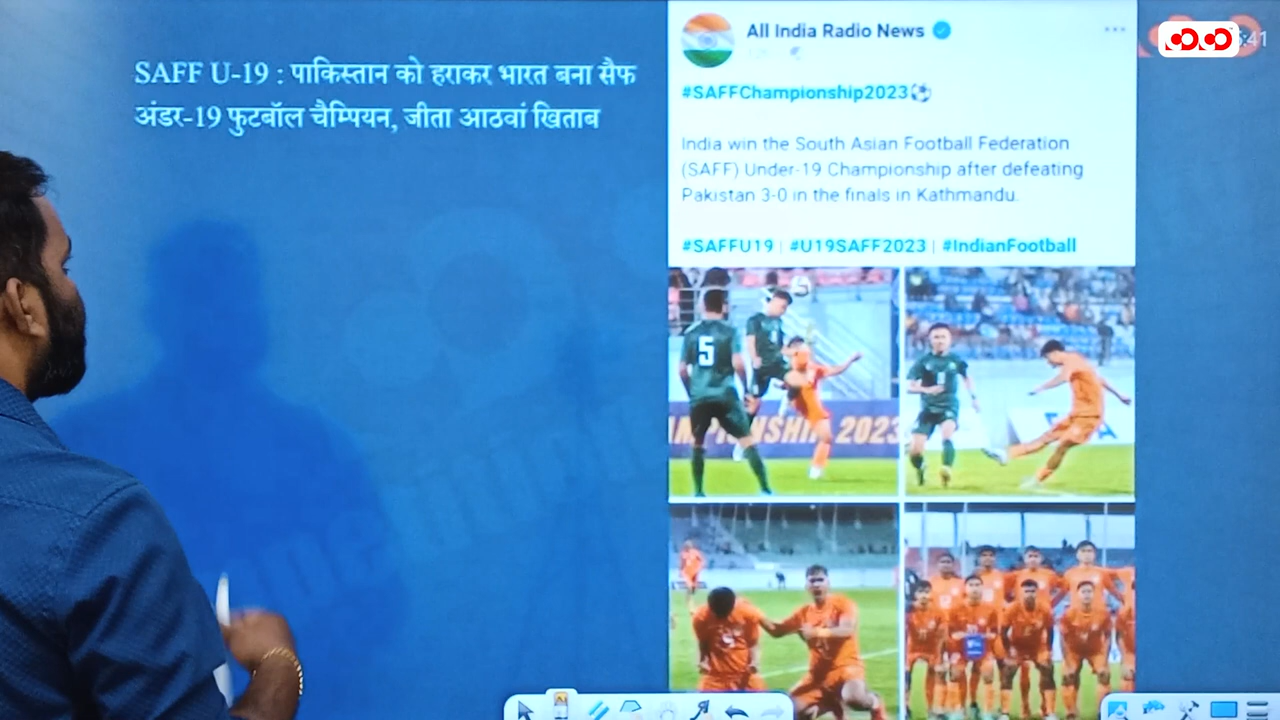 SAFF U-19 : पाकिस्तान को हराकर भारत बना सैफ
अंडर-19 फुटबॉल चैम्पियन, जीता आठवां खिताब
All India Radio News
#SAFFChampionship2023
India win the South Asian Football Federation
(SAFF) Under-19 Championship after defeating
Pakistan 3-0 in the finals in Kathmandu.
#SAFFU19 | #U19SAFF2023 | #IndianFootball
5
2023
:41